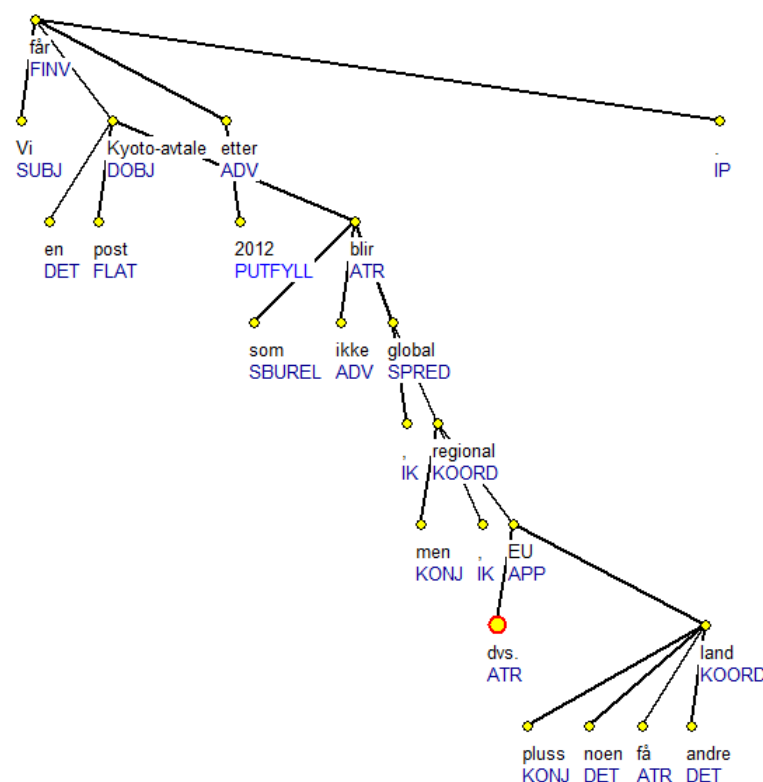 får
FINV
Vi Kyoto-avtale etter .
SUBJ DOBJ ADV IP
en post 2012 blir
DET FLAT PUTFYLL ATR
som ikke global
SBUREL ADV SPRED
, regional
IK KOORD
men , EU
KONJ IK APP
dvs. land
ATR KOORD
pluss noen få andre
KONJ DET ATR DET